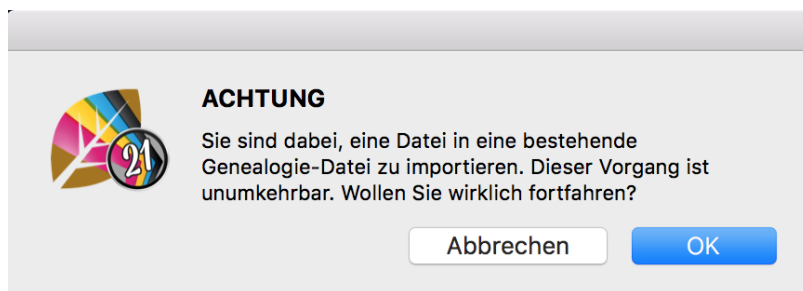 ACHTUNG
Sie sind dabei, eine Datei in eine bestehende
Genealogie-Datei zu importieren. Dieser Vorgang ist
unumkehrbar. Wollen Sie wirklich fortfahren?
21
Abbrechen OK